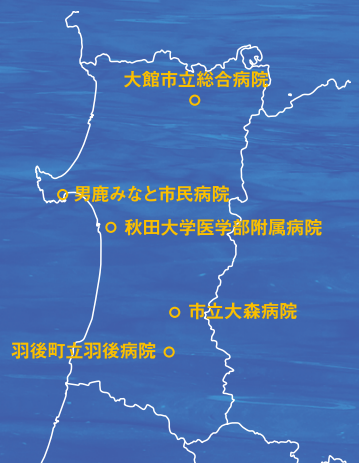 大館市立総合病院
男鹿みなと市民病院
秋田大学医学部附属病院
市立大森病院
羽後町立羽後病院